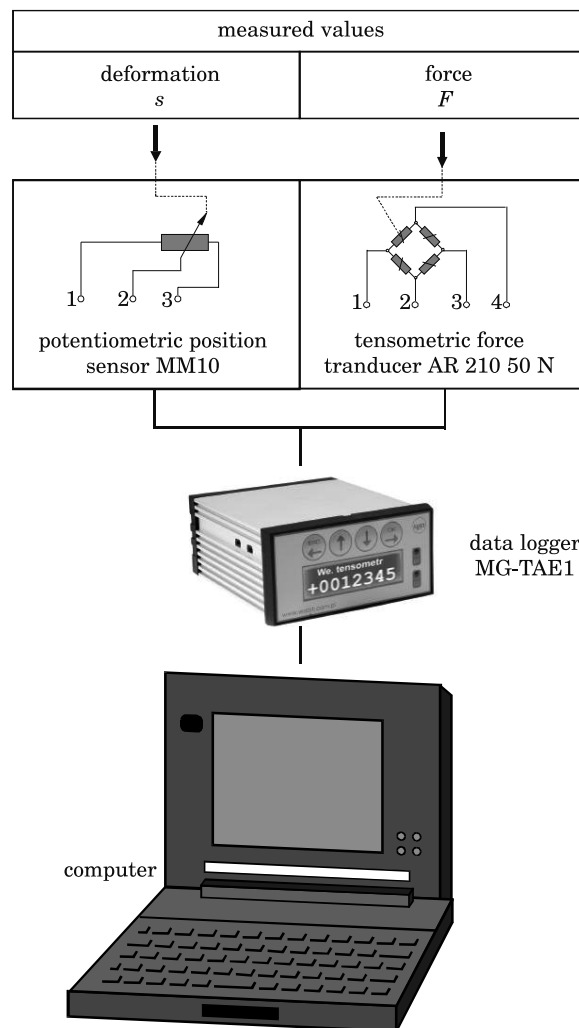 measured values
deformation
s
force
F
1 2 3
1 2 3 4
potentiometric position
sensor MM10
tensometric force
tranducer AR 210 50 N
We. tensometr
+0012345
data logger
MG-TAE1
computer